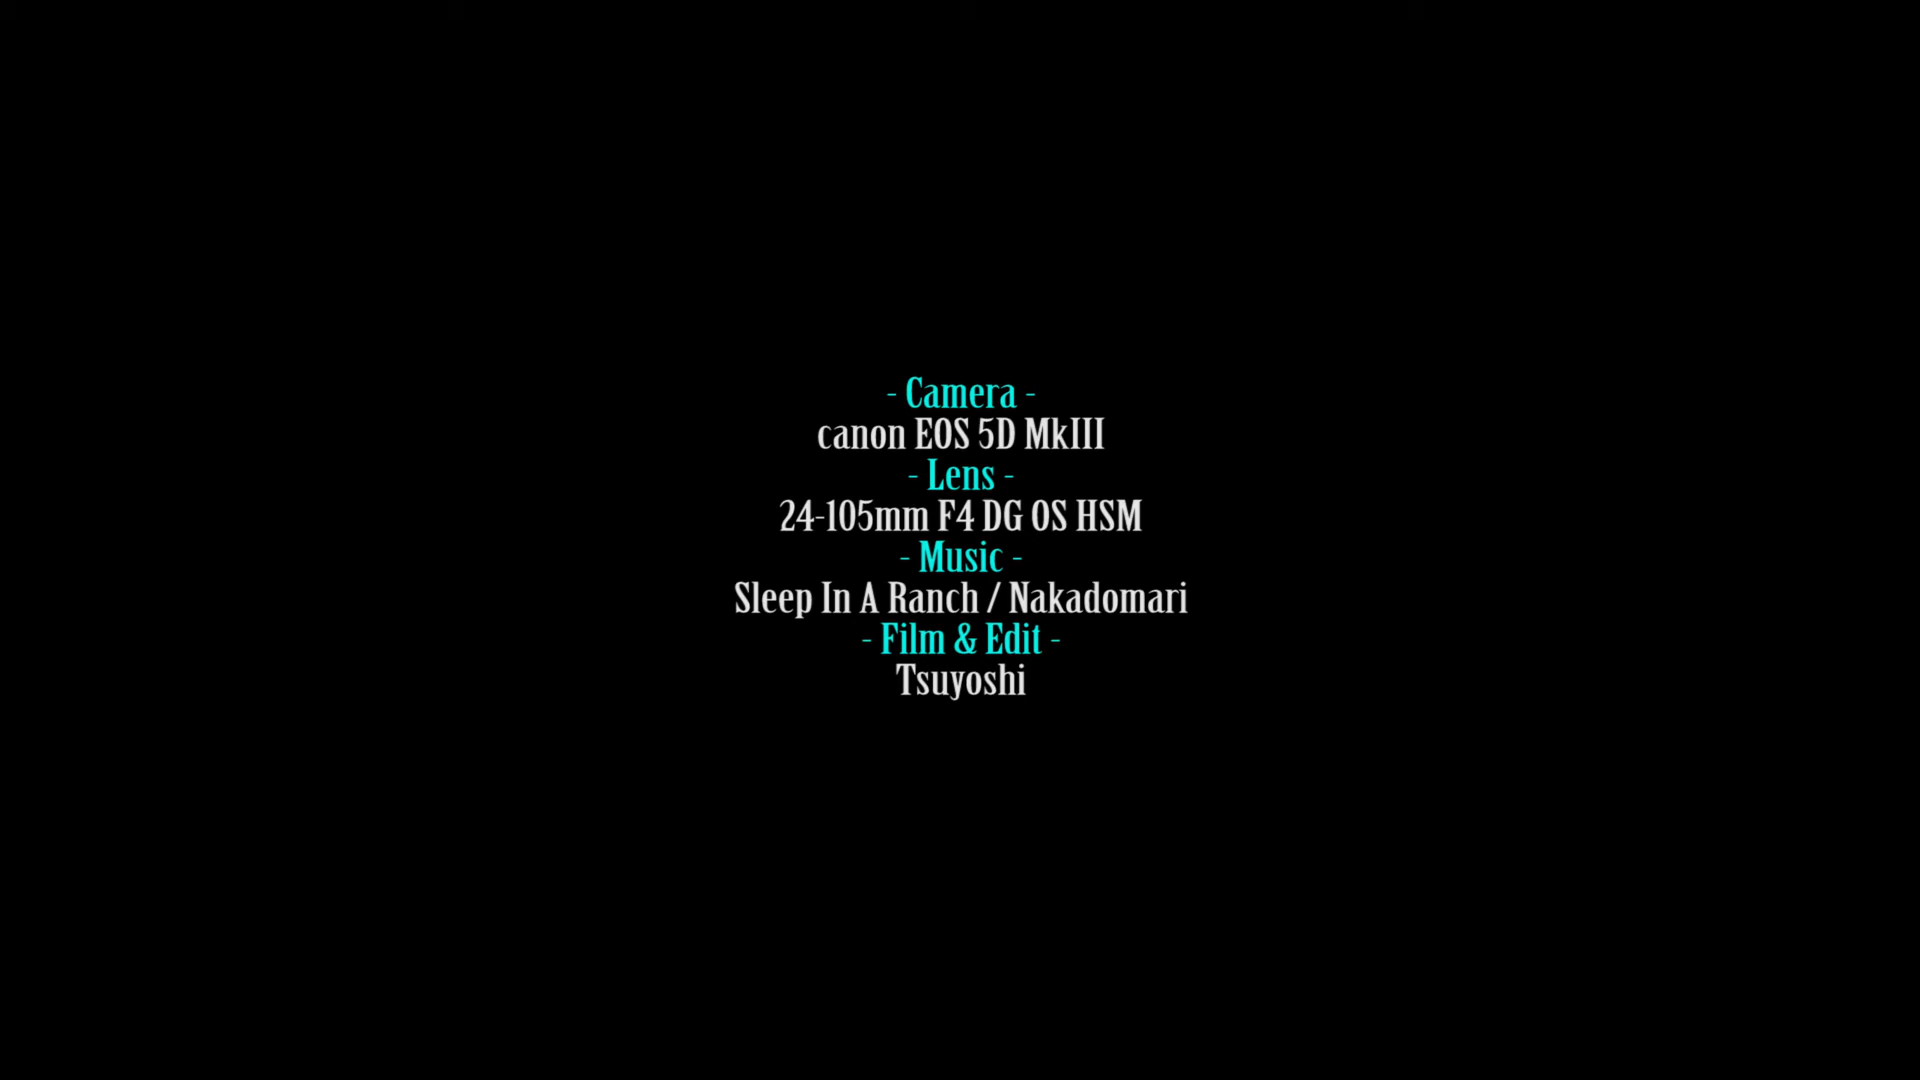 - Camera -
canon EOS 5D MkIII
- Lens -
24-105mm F4 DG OS HSM
- Music -
Sleep In A Ranch / Nakadomari
- Film & Edit -
Tsuyoshi